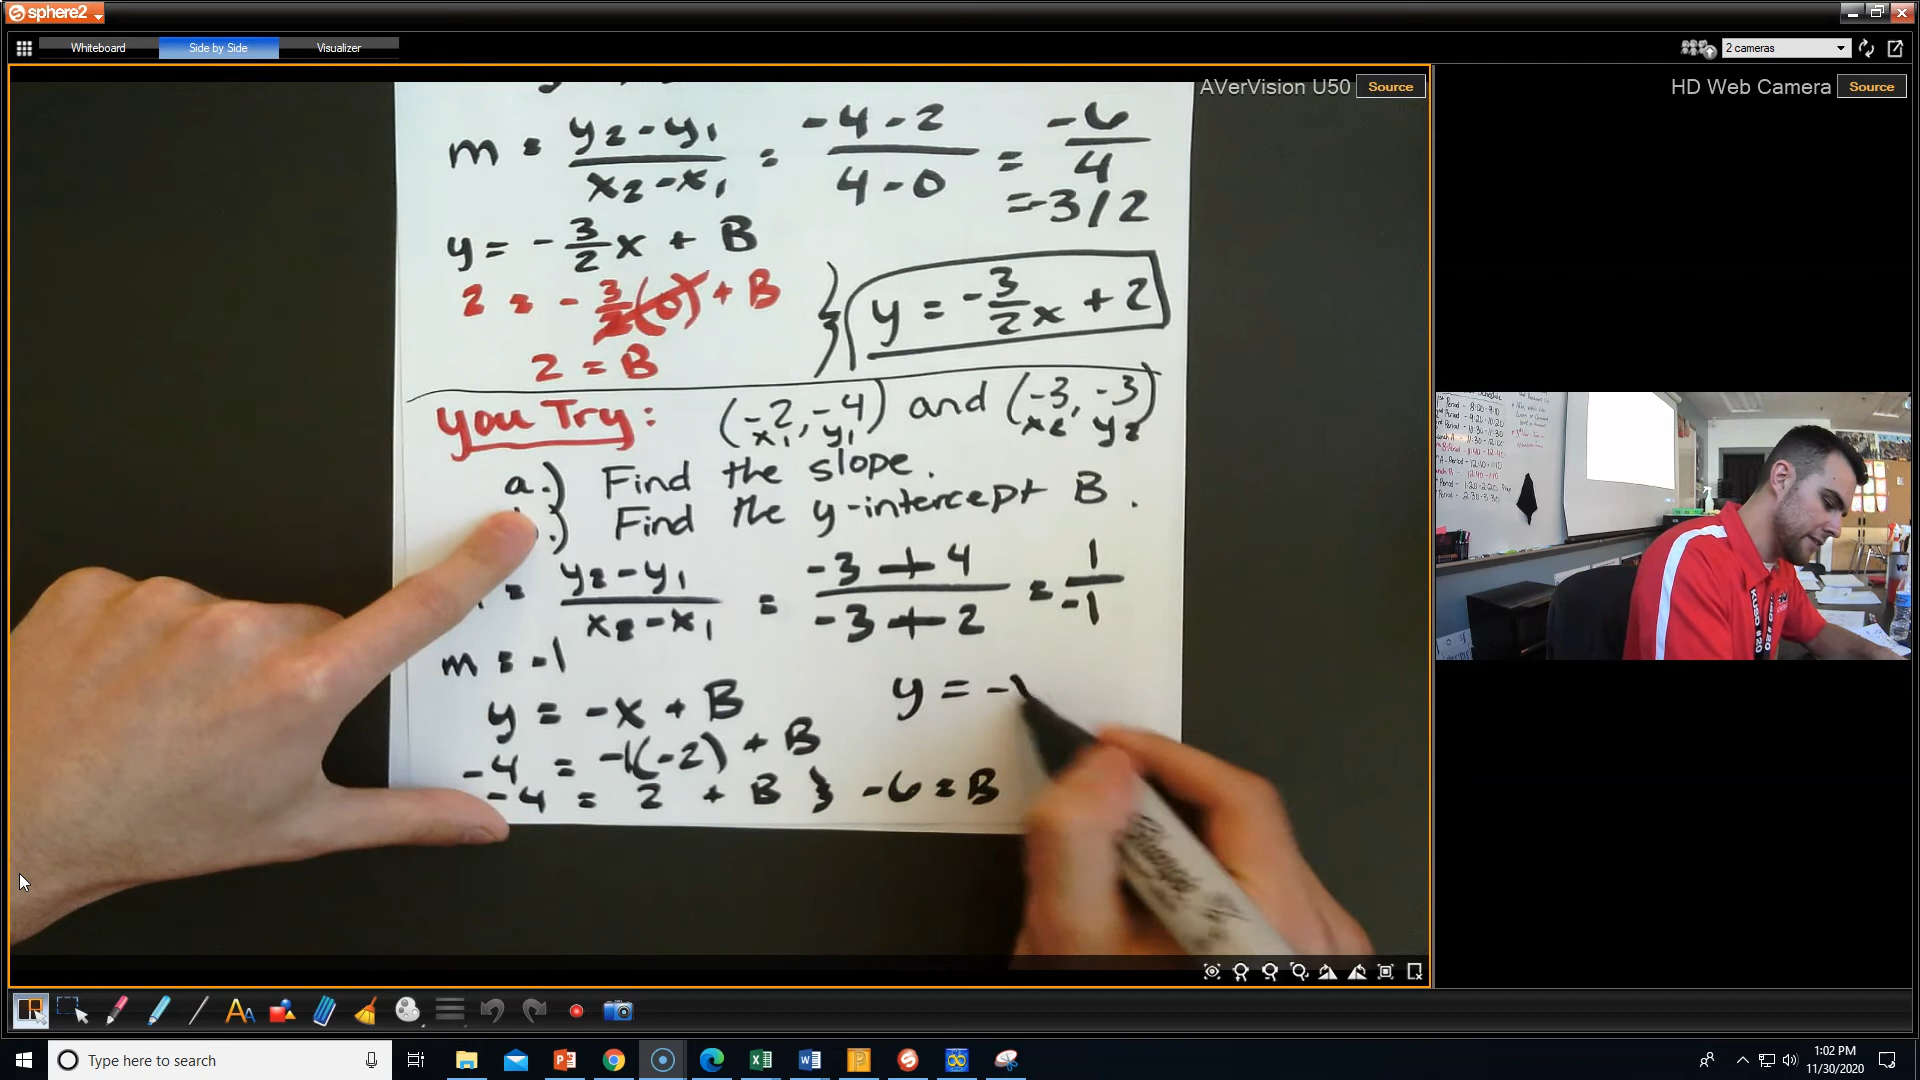 sphere2
Whiteboard
Side by Side
Visualizer
2 cameras
AVerVision U50 Source
HD Web Camera Source
m = y2-y1 / x2-x1 = -4-2 / 4-0 = -6/4
= -3/2
y = -3/2 x + B
2 = -3/2(0) + B
2 = B
} y = -3/2 x + 2
you Try: (-2, -4) and (-3, -3)
x1 y1 x2 y2
a.) Find the slope.
.) Find the y-intercept B.
= y2-y1 / x2-x1 = -3+4 / -3+2 = 1/-1
m = -1
y = -x + B
-4 = -1(-2) + B
-4 = 2 + B } -6 = B
y = -
Type here to search
1:02 PM
11/30/2020